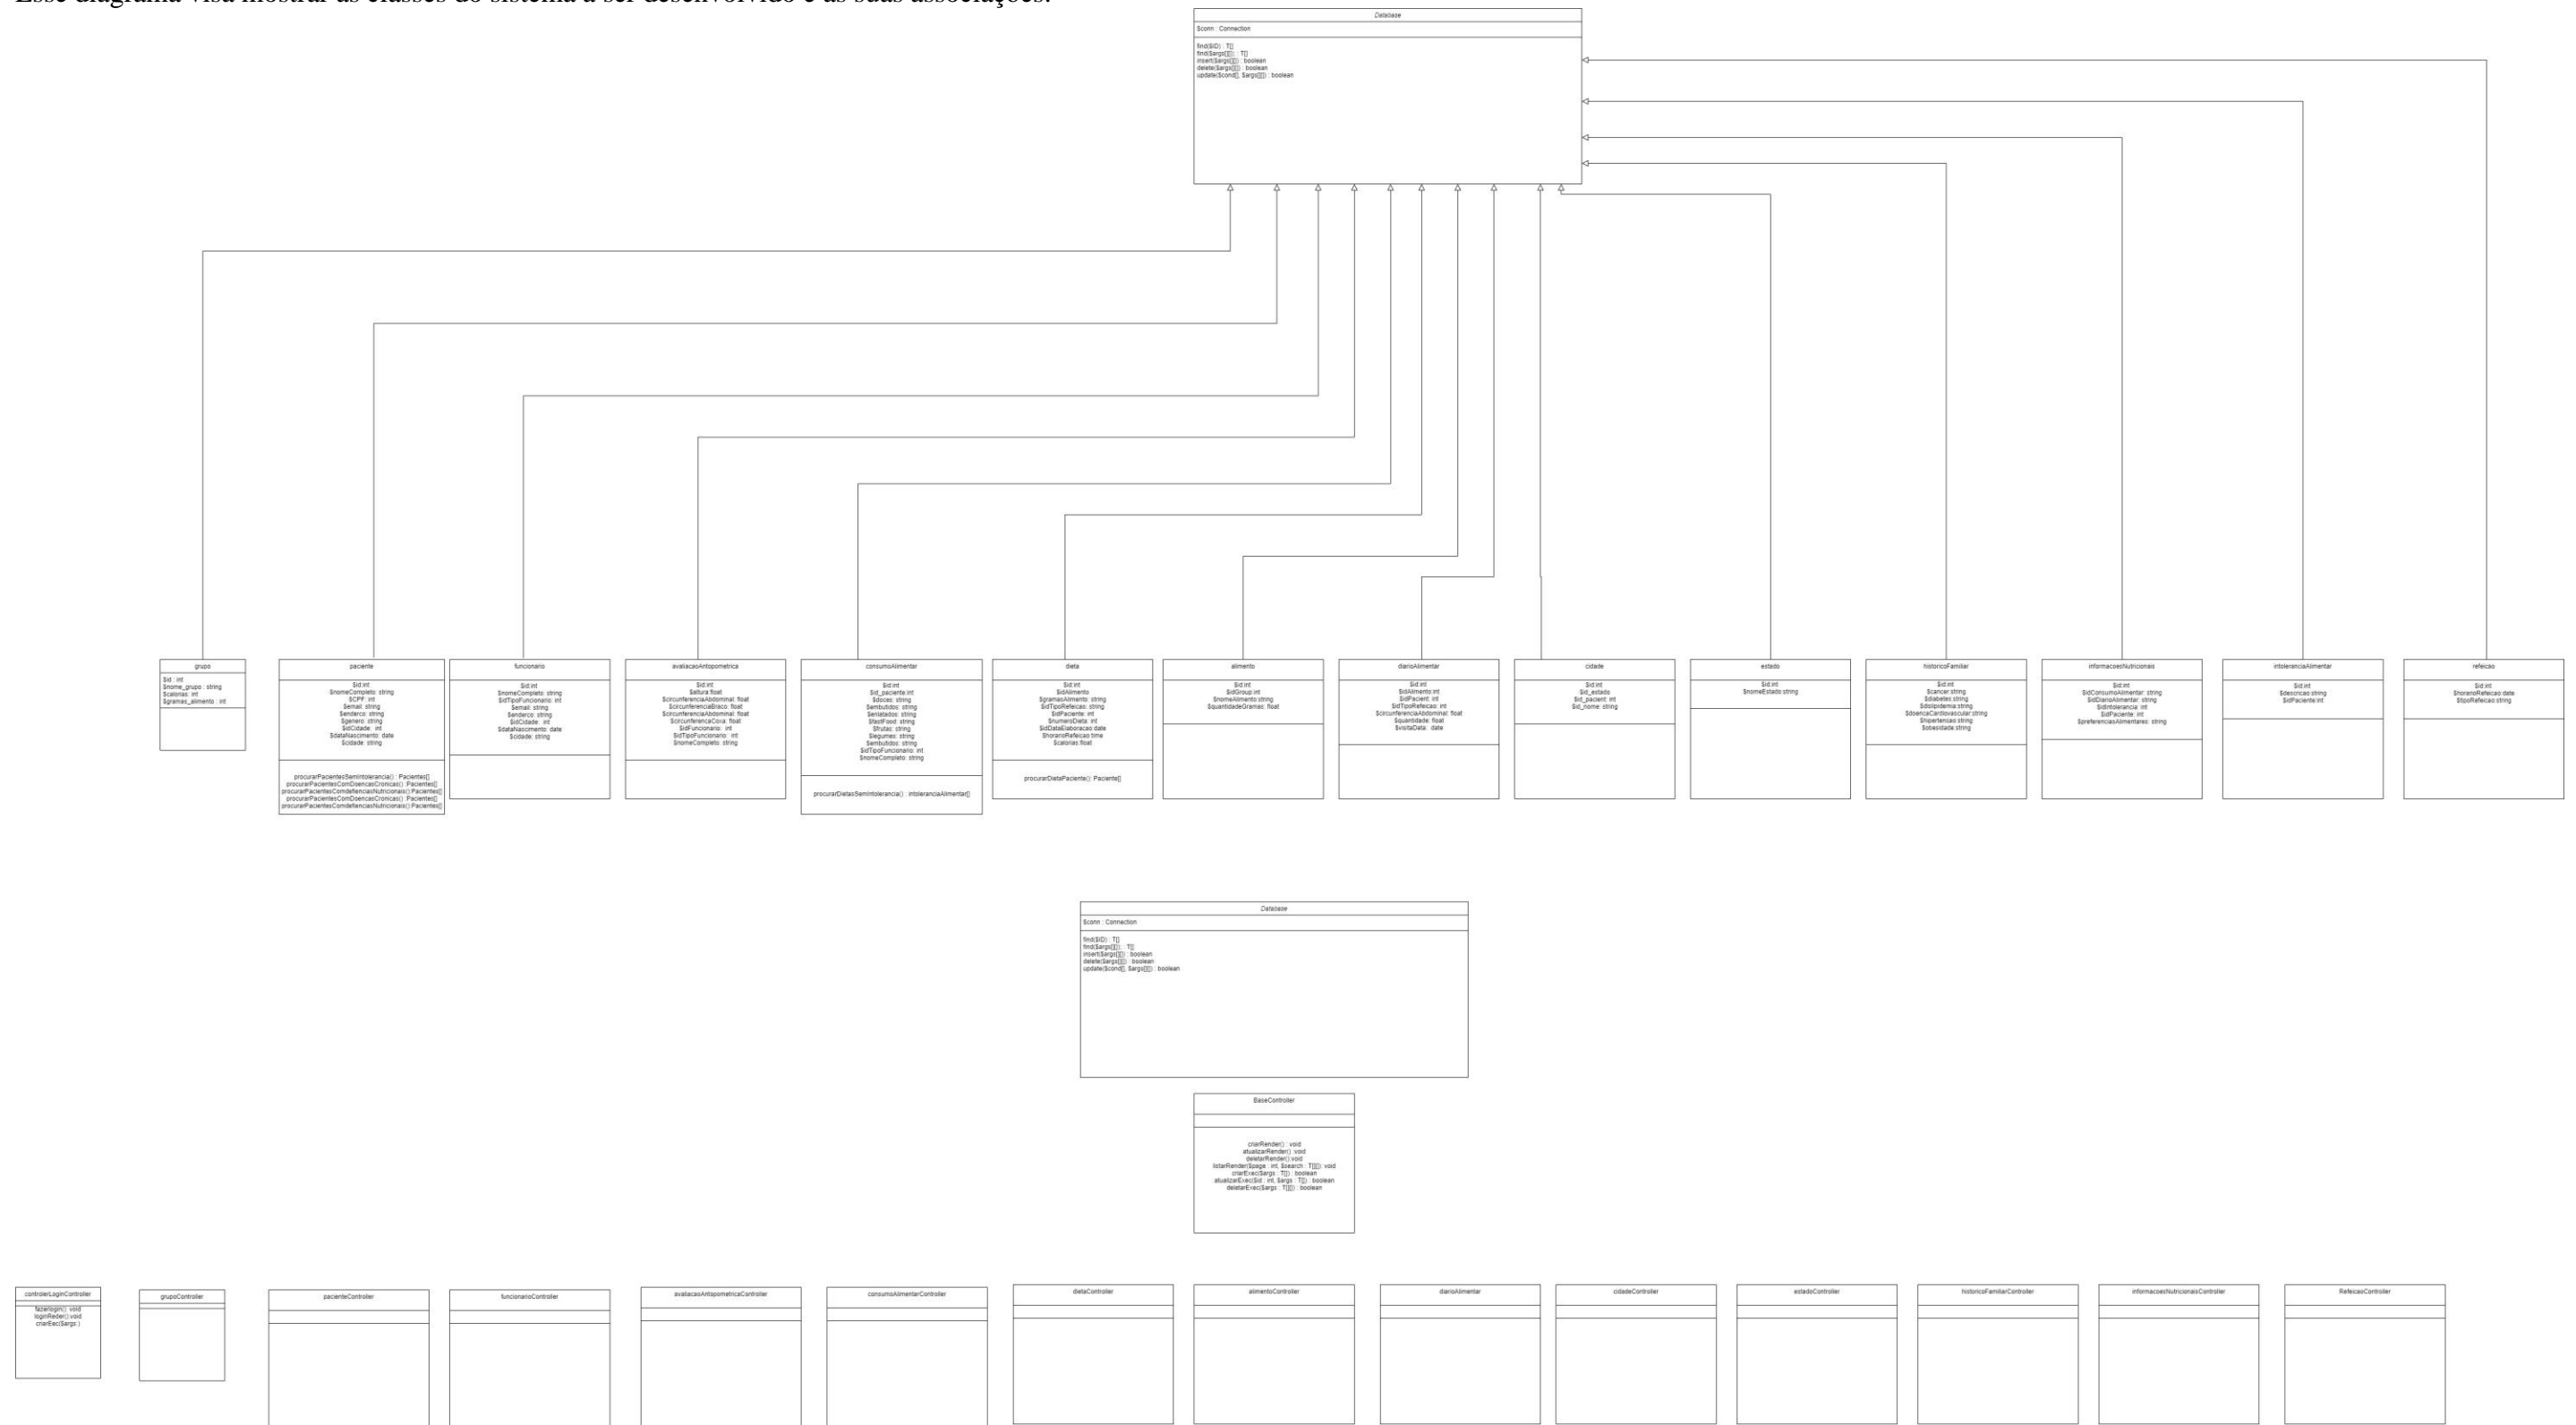 Esse diagrama visa mostrar as classes do sistema a ser desenvolvido e as suas associações.
Database
$conn : Connection
find($ID) : T[]
find($args[][]); : T[]
insert($args[][]) : boolean
delete($args[][]) : boolean
update($cond[], $args[][]) : boolean
grupo
$id : int
$nome_grupo : string
$calorias: int
$gramas_alimento : int
paciente
$id:int
$nomeCompleto: string
$CPF: int
$email: string
$enderco: string
$genero: string
$idCidade: int
$dataNascimento: date
$cidade: string
procurarPacientesSemIntolerancia() : Pacientes[]
procurarPacientesComDoencasCronicas() :Pacientes[]
procurarPacientesComdefienciasNutricionais():Pacientes[]
procurarPacientesComDoencasCronicas() :Pacientes[]
procurarPacientesComdefienciasNutricionais():Pacientes[]
funcionario
$id:int
$nomeCompleto: string
$idTipoFuncionario: int
$email: string
$enderco: string
$idCidade: int
$dataNascimento: date
$cidade: string
avaliacaoAntopometrica
$id:int
$altura:float
$circunferenciaAbdominal: float
$circunferenciaBraco: float
$circunferenciaAbdominal: float
$circunferencaCoxa: float
$idFuncionario: int
$idTipoFuncionario : int
$nomeCompleto: string
consumoAlimentar
$id:int
$id_paciente:int
$doces: string
$embutidos: string
$enlatados: string
$fastFood: string
$frutas: string
$legumes: string
$embutidos: string
$idTipoFuncionario: int
$nomeCompleto: string
procurarDietasSemIntolerancia() : intoleranciaAlimentar[]
dieta
$id:int
$idAlimento
$gramasAlimento: string
$idTipoRefeicao: string
$idPaciente: int
$numeroDieta: int
$idDataElaboracao:date
$horarioRefeicao:time
$calorias:float
procurarDietaPaciente(): Paciente[]
alimento
$id:int
$idGroup:int
$nomeAlimento:string
$quantidadeGramas: float
diarioAlimentar
$id:int
$idAlimento:int
$idPacient: int
$idTipoRefeicao: int
$circunferenciaAbdominal: float
$quantidade: float
$visitaData : date
cidade
$id:int
$id_estado
$id_pacient: int
$id_nome: string
estado
$id:int
$nomeEstado:string
historicoFamiliar
$id:int
$cancer:string
$diabetes:string
$dislipidemia:string
$doencaCardiovascular:string
$hipertensao:string
$obesidade:string
informacoesNutricionais
$id:int
$idConsumoAlimentar: string
$idDiarioAlimentar: string
$idIntolerancia: int
$idPaciente: int
$preferenciasAlimentares: string
intoleranciaAlimentar
$id:int
$descricao:string
$idPaciente:int
refeicao
$id:int
$horarioRefeicao:date
$tipoRefeicao:string
Database
$conn : Connection
find($ID) : T[]
find($args[][]); : T[]
insert($args[][]) : boolean
delete($args[][]) : boolean
update($cond[], $args[][]) : boolean
BaseController
criarRender() : void
atualizarRender() :void
deletarRender():void
listarRender($page : int, $search : T[][]): void
criarExec($args : T[]) : boolean
atualizarExec($id : int, $args : T[]) : boolean
deletarExec($args : T[][]) : boolean
controlerLoginController
fazerlogin(): void
loginReder():void
criarEec($args:)
grupoController
pacienteController
funcionarioController
avaliacaoAntopometricaController
consumoAlimentarController
dietaController
alimentoController
diarioAlimentar
cidadeController
estadoController
historicoFamiliarController
informacoesNutricionaisController
RefeicaoController